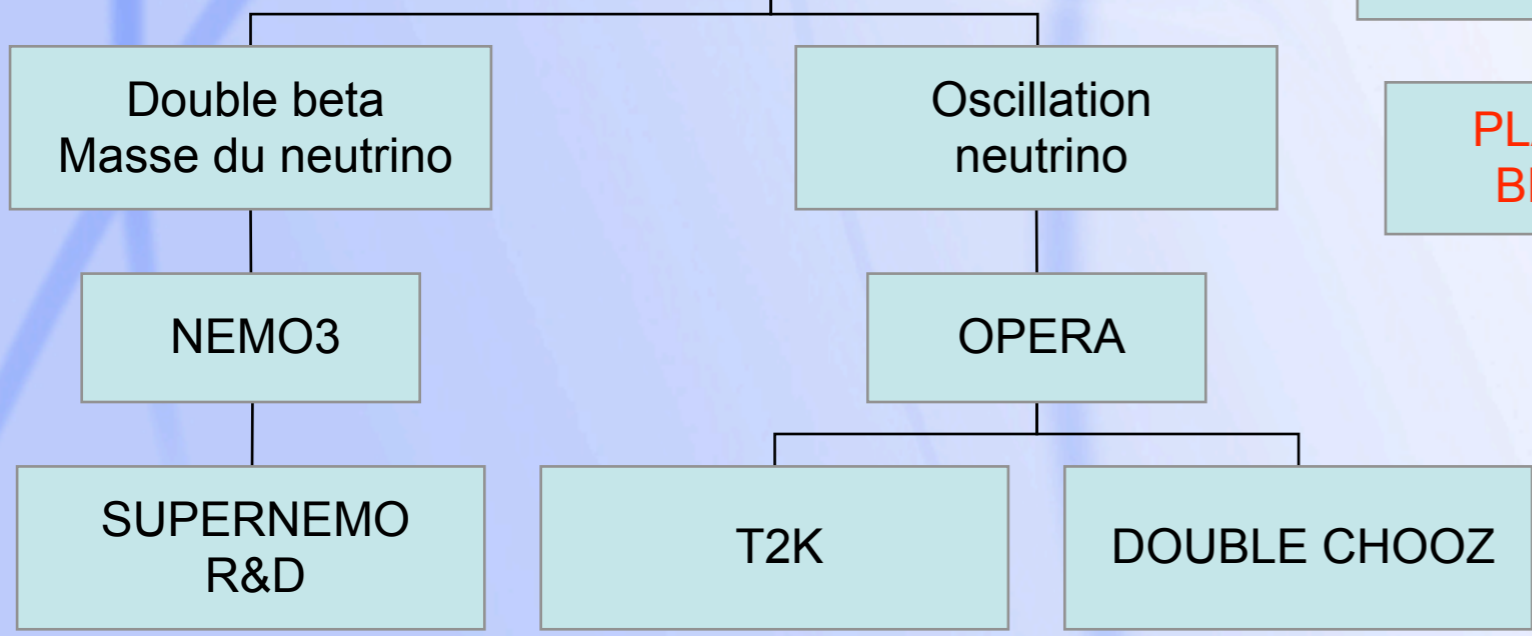 Double beta
Masse du neutrino
Oscillation
neutrino
NEMO3
OPERA
SUPERNEMO
R&D
T2K
DOUBLE CHOOZ